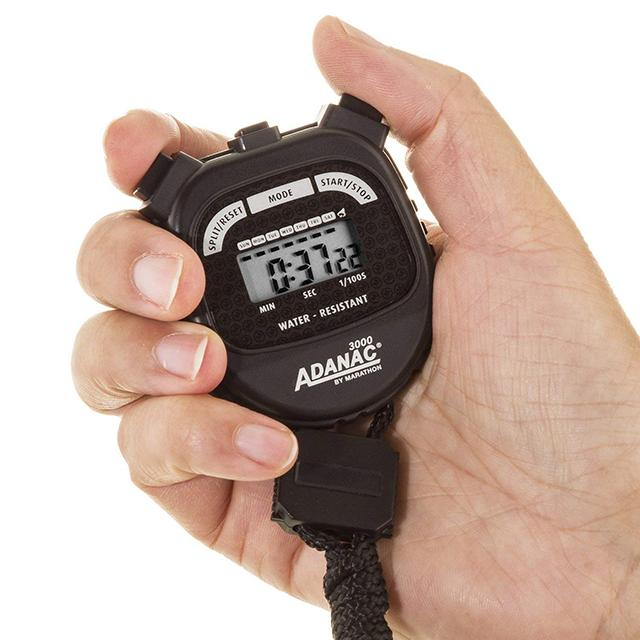 SPLIT/RESET MODE START/STOP
SUN MON TUE WED THU FRI SAT
0:37 22
MIN SEC 1/100S
WATER - RESISTANT
3000
ADANAC®
BY MARATHON